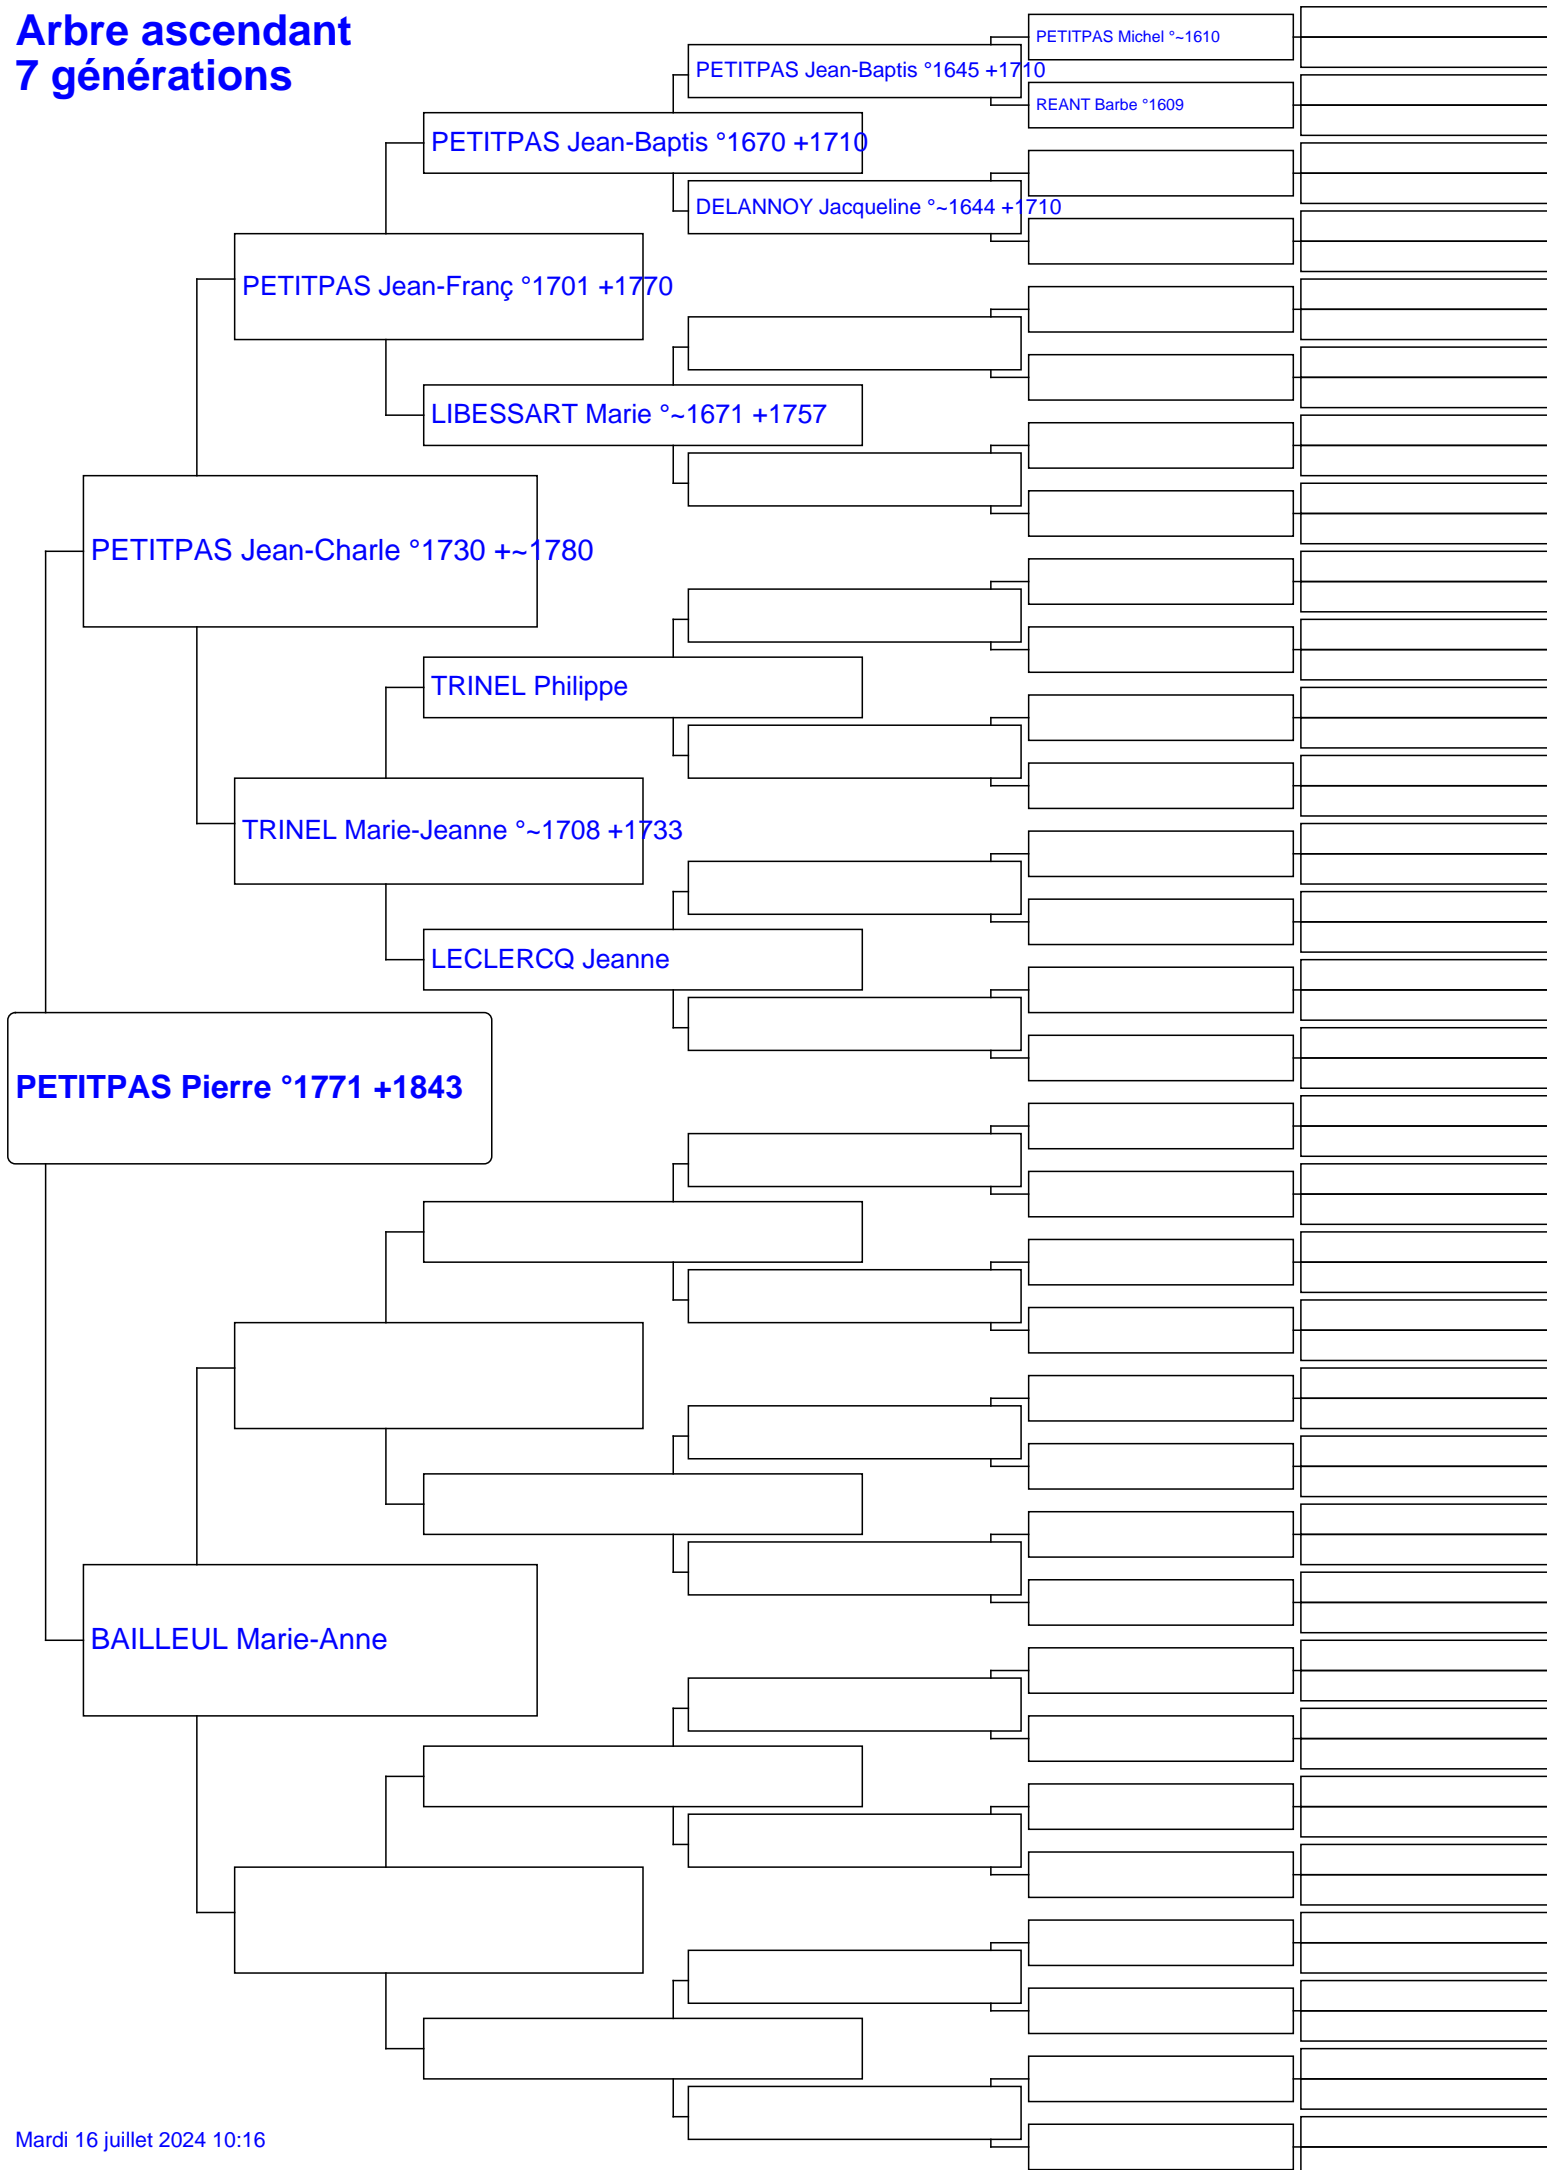 Arbre ascendant
7 générations
PETITPAS Michel °~1610
PETITPAS Jean-Baptis °1645 +1710
REANT Barbe °1609
PETITPAS Jean-Baptis °1670 +1710
DELANNOY Jacqueline °~1644 +1710
PETITPAS Jean-Franç °1701 +1770
LIBESSART Marie °~1671 +1757
PETITPAS Jean-Charle °1730 +~1780
TRINEL Philippe
TRINEL Marie-Jeanne °~1708 +1733
LECLERCQ Jeanne
PETITPAS Pierre °1771 +1843
BAILLEUL Marie-Anne
Mardi 16 juillet 2024 10:16